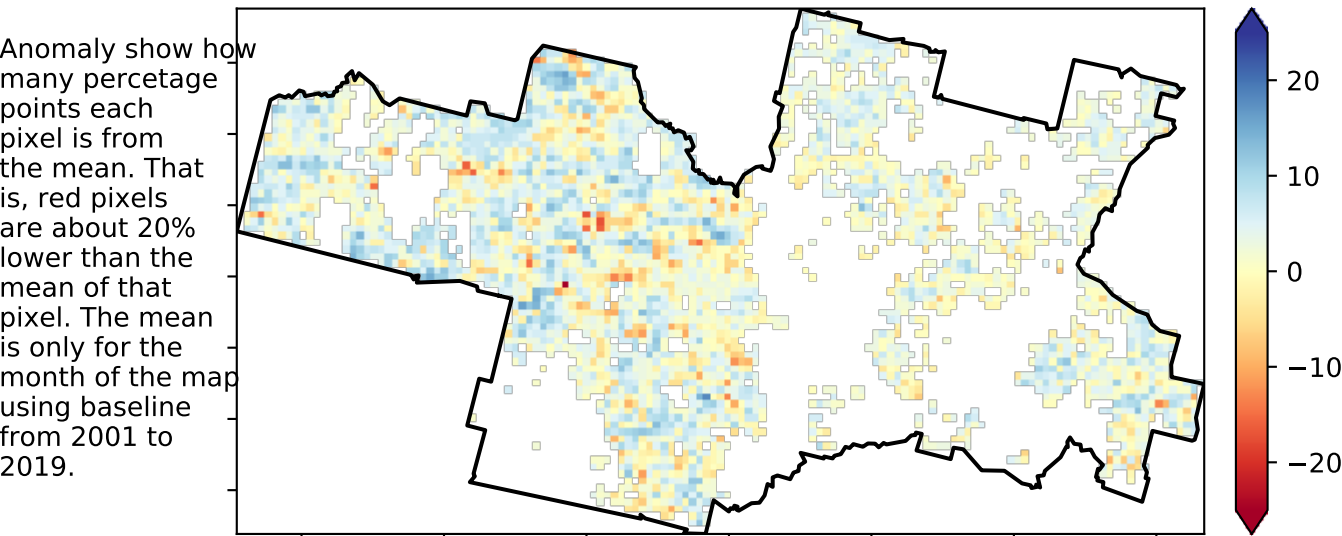 Anomaly show how
many percetage
points each
pixel is from
the mean. That
is, red pixels
are about 20%
lower than the
mean of that
pixel. The mean
is only for the
month of the map
using baseline
from 2001 to
2019.
20
10
0
−10
−20